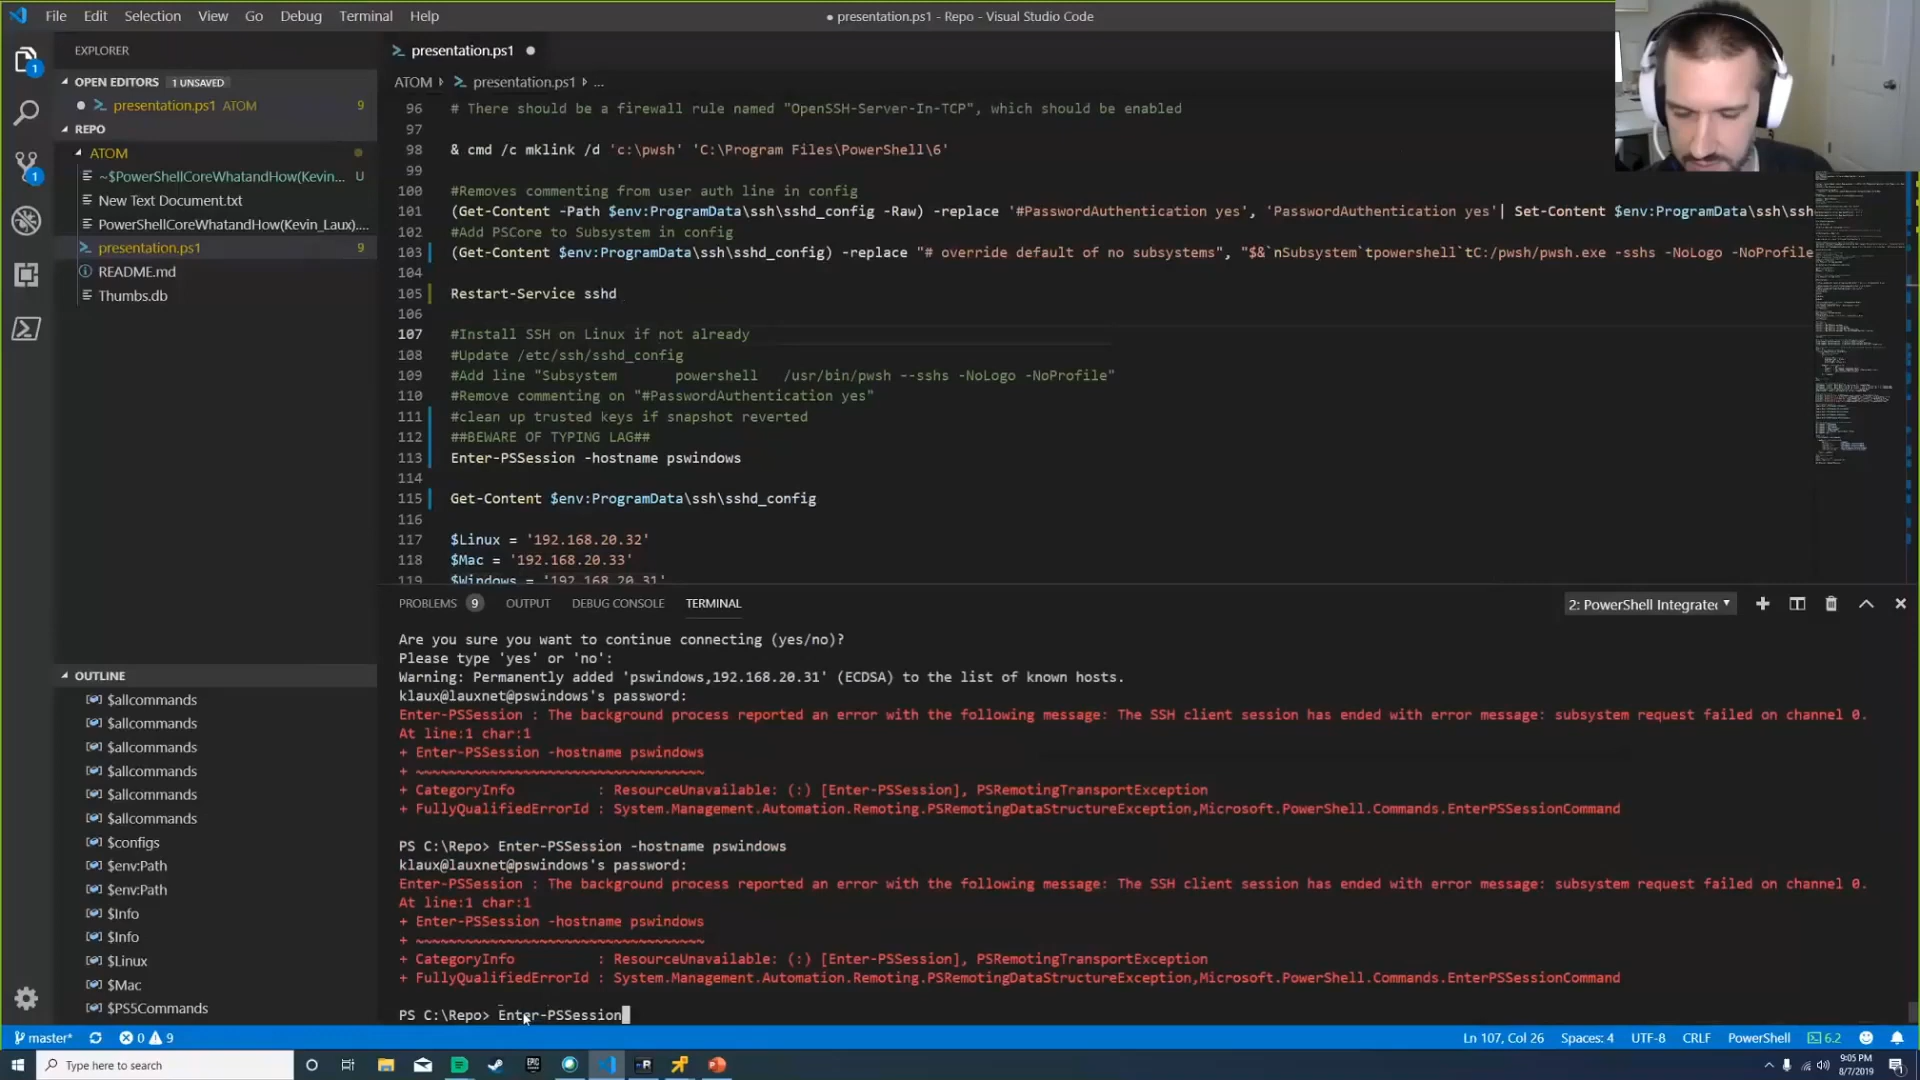 File Edit Selection View Go Debug Terminal Help
● presentation.ps1 - Repo - Visual Studio Code
EXPLORER
OPEN EDITORS 1 UNSAVED
presentation.ps1 ATOM 9
REPO
ATOM
~$PowerShellCoreWhatandHow(Kevin... U
New Text Document.txt
PowerShellCoreWhatandHow(Kevin_Laux)....
presentation.ps1 9
README.md
Thumbs.db
OUTLINE
$allcommands
$allcommands
$allcommands
$allcommands
$allcommands
$allcommands
$configs
$env:Path
$env:Path
$Info
$Info
$Linux
$Mac
$PS5Commands
presentation.ps1
ATOM presentation.ps1 ...
96 # There should be a firewall rule named "OpenSSH-Server-In-TCP", which should be enabled
97
98 & cmd /c mklink /d 'c:\pwsh' 'C:\Program Files\PowerShell\6'
99
100 #Removes commenting from user auth line in config
101 (Get-Content -Path $env:ProgramData\ssh\sshd_config -Raw) -replace '#PasswordAuthentication yes', 'PasswordAuthentication yes'| Set-Content $env:ProgramData\ssh\ssh
102 #Add PSCore to Subsystem in config
103 (Get-Content $env:ProgramData\ssh\sshd_config) -replace "# override default of no subsystems", "$&`nSubsystem`tpowershell`tC:/pwsh/pwsh.exe -sshs -NoLogo -NoProfile
104
105 Restart-Service sshd
106
107 #Install SSH on Linux if not already
108 #Update /etc/ssh/sshd_config
109 #Add line "Subsystem powershell /usr/bin/pwsh --sshs -NoLogo -NoProfile"
110 #Remove commenting on "#PasswordAuthentication yes"
111 #clean up trusted keys if snapshot reverted
112 ##BEWARE OF TYPING LAG##
113 Enter-PSSession -hostname pswindows
114
115 Get-Content $env:ProgramData\ssh\sshd_config
116
117 $Linux = '192.168.20.32'
118 $Mac = '192.168.20.33'
119 $Windows = '192.168.20.31'
PROBLEMS 9 OUTPUT DEBUG CONSOLE TERMINAL
2: PowerShell Integrated
Are you sure you want to continue connecting (yes/no)?
Please type 'yes' or 'no':
Warning: Permanently added 'pswindows,192.168.20.31' (ECDSA) to the list of known hosts.
klaux@lauxnet@pswindows's password:
Enter-PSSession : The background process reported an error with the following message: The SSH client session has ended with error message: subsystem request failed on channel 0.
At line:1 char:1
+ Enter-PSSession -hostname pswindows
+ ~~~~~~~~~~~~~~~~~~~~~~~~~~~~~~~~~~~
+ CategoryInfo : ResourceUnavailable: (:) [Enter-PSSession], PSRemotingTransportException
+ FullyQualifiedErrorId : System.Management.Automation.Remoting.PSRemotingDataStructureException,Microsoft.PowerShell.Commands.EnterPSSessionCommand
PS C:\Repo> Enter-PSSession -hostname pswindows
klaux@lauxnet@pswindows's password:
Enter-PSSession : The background process reported an error with the following message: The SSH client session has ended with error message: subsystem request failed on channel 0.
At line:1 char:1
+ Enter-PSSession -hostname pswindows
+ ~~~~~~~~~~~~~~~~~~~~~~~~~~~~~~~~~~~
+ CategoryInfo : ResourceUnavailable: (:) [Enter-PSSession], PSRemotingTransportException
+ FullyQualifiedErrorId : System.Management.Automation.Remoting.PSRemotingDataStructureException,Microsoft.PowerShell.Commands.EnterPSSessionCommand
PS C:\Repo> Enter-PSSession
master* 0 9 Ln 107, Col 26 Spaces: 4 UTF-8 CRLF PowerShell 6.2
Type here to search
9:05 PM
8/7/2019